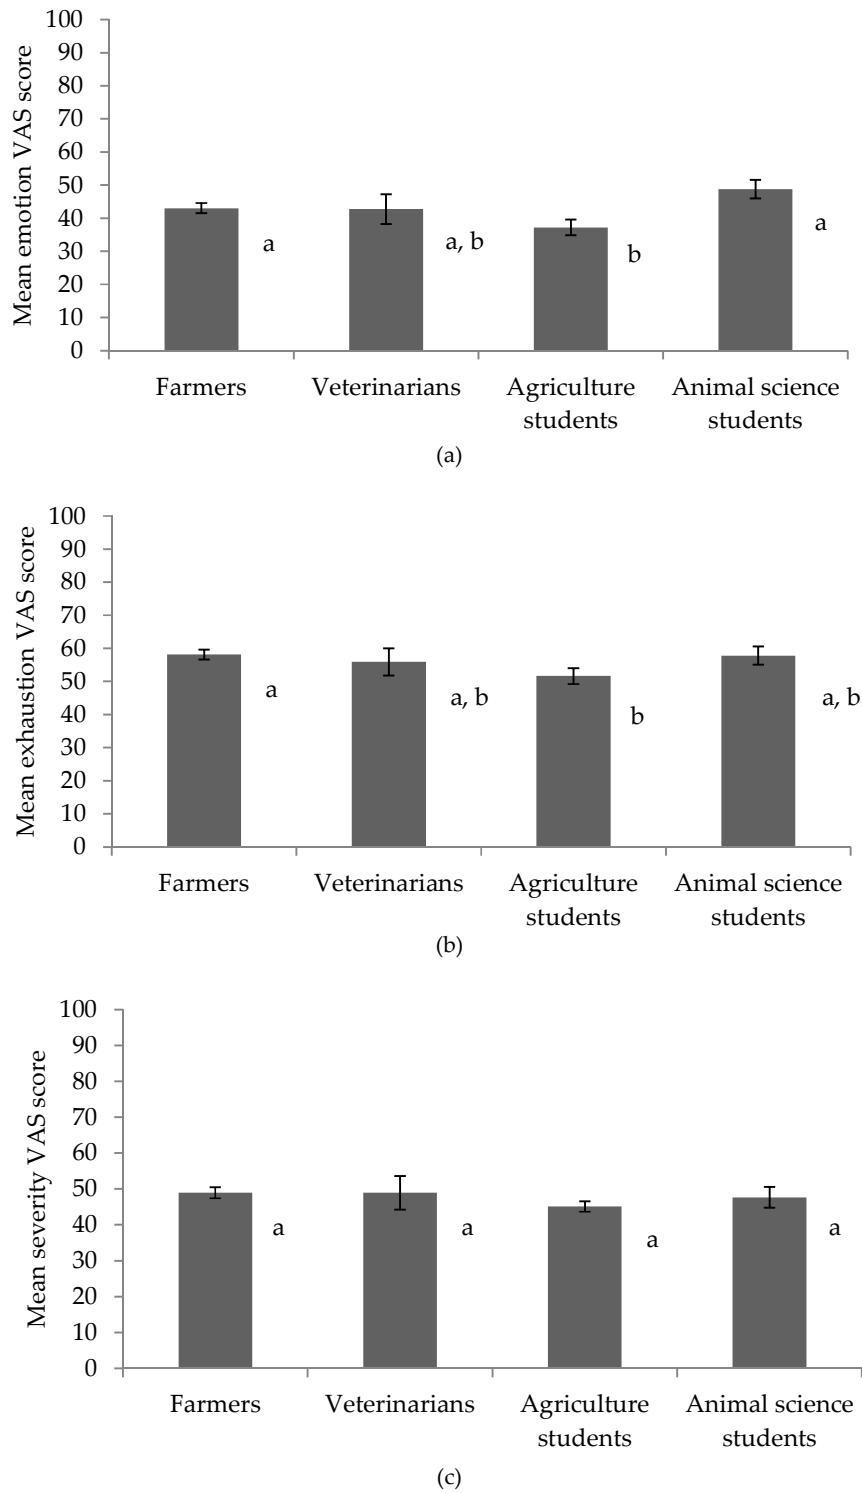 100
90
80
70
60
50
40
30
20
10
0
Mean emotion VAS score
a
a, b
b
a
Farmers
Veterinarians
Agriculture students
Animal science students
(a)
100
90
80
70
60
50
40
30
20
10
0
Mean exhaustion VAS score
a
a, b
b
a, b
Farmers
Veterinarians
Agriculture students
Animal science students
(b)
100
90
80
70
60
50
40
30
20
10
0
Mean severity VAS score
a
a
a
a
Farmers
Veterinarians
Agriculture students
Animal science students
(c)